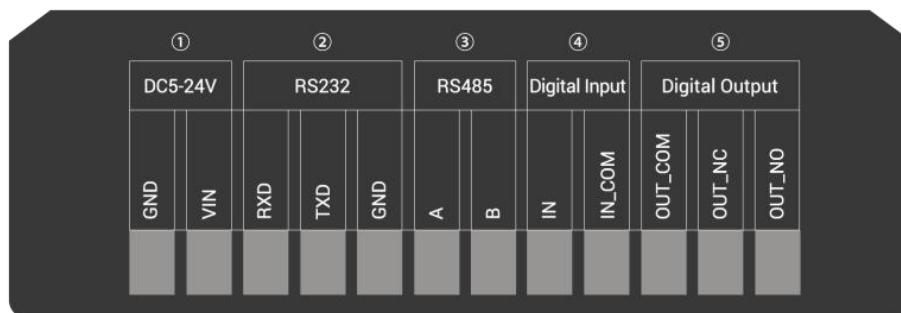 ① ② ③ ④ ⑤
DC5-24V RS232 RS485 Digital Input Digital Output
GND VIN RXD TXD GND A B IN IN_COM OUT_COM OUT_NC OUT_NO